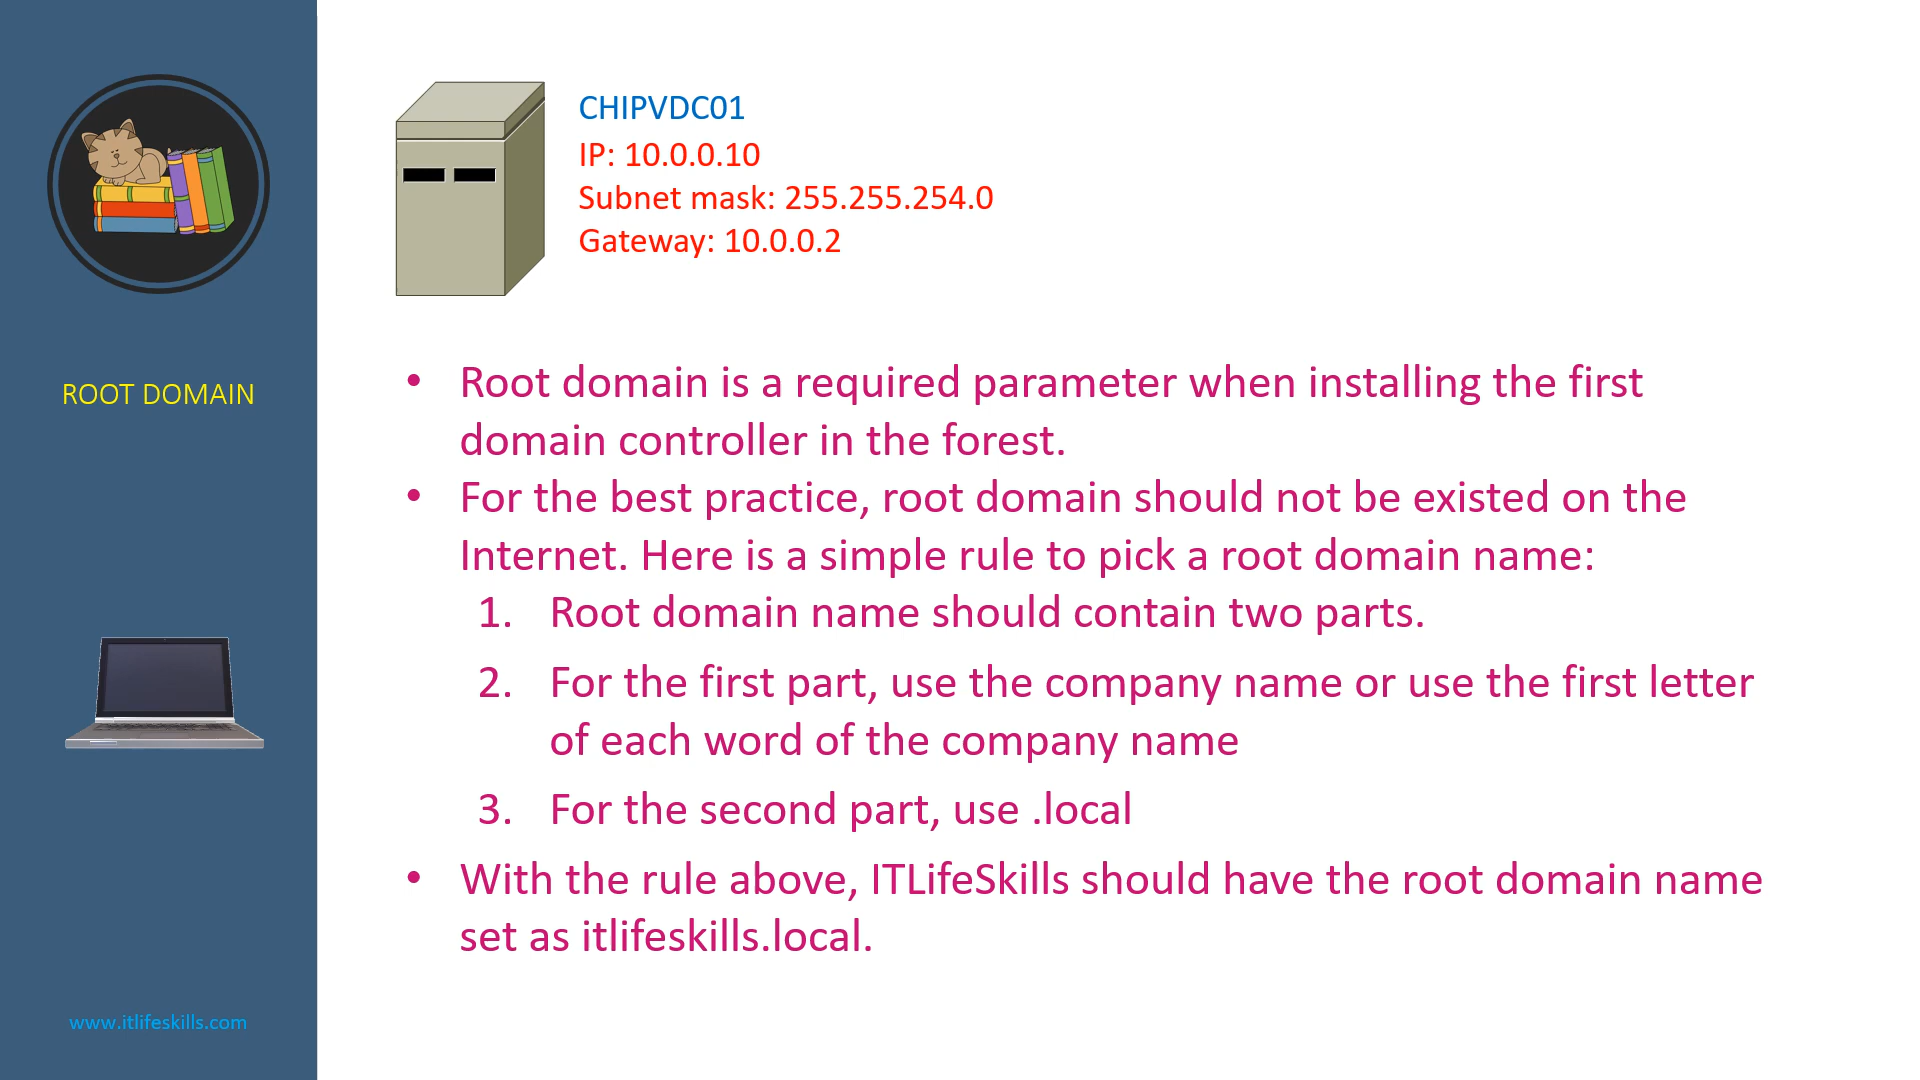 ROOT DOMAIN
www.itlifeskills.com
CHIPVDC01
IP: 10.0.0.10
Subnet mask: 255.255.254.0
Gateway: 10.0.0.2
• Root domain is a required parameter when installing the first
domain controller in the forest.
• For the best practice, root domain should not be existed on the
Internet. Here is a simple rule to pick a root domain name:
1. Root domain name should contain two parts.
2. For the first part, use the company name or use the first letter
of each word of the company name
3. For the second part, use .local
• With the rule above, ITLifeSkills should have the root domain name
set as itlifeskills.local.